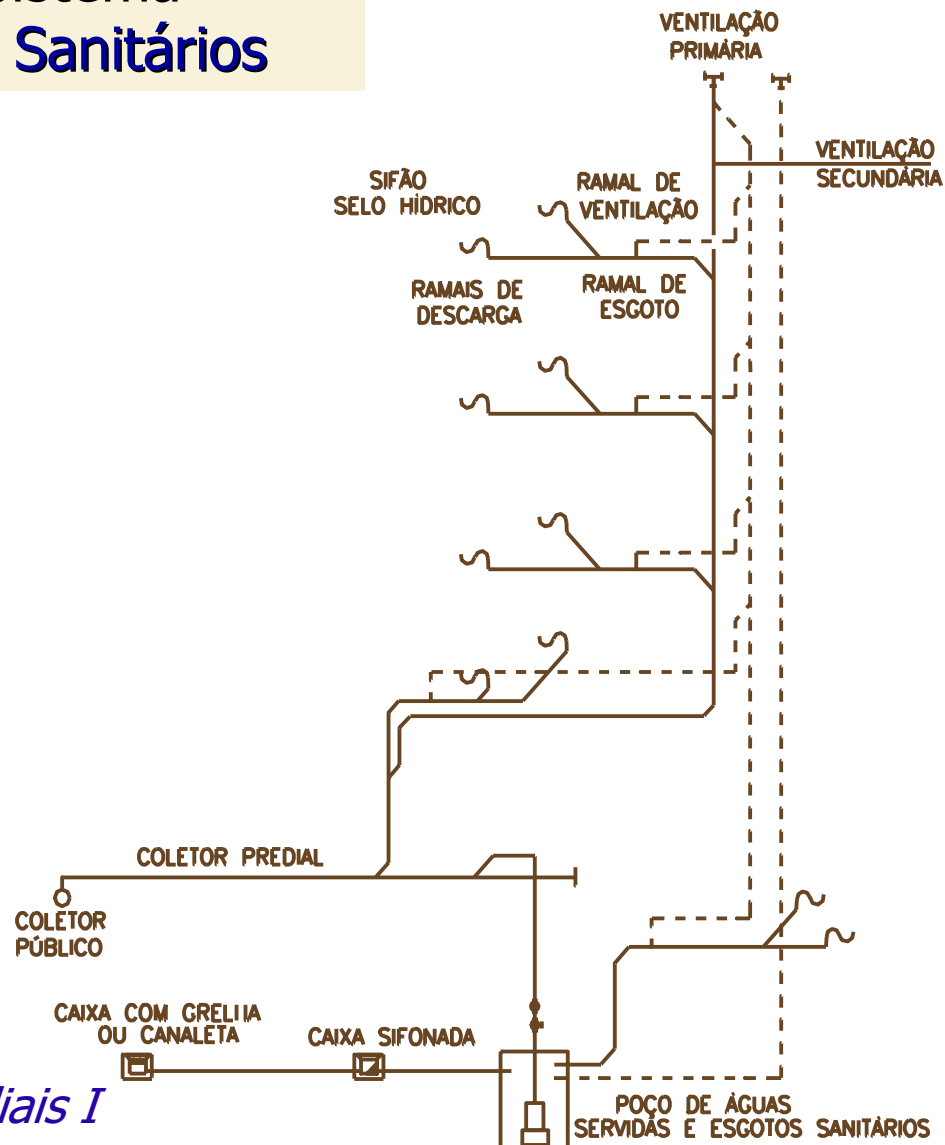 Sanitários
VENTILAÇÃO
PRIMÁRIA
VENTILAÇÃO
SECUNDÁRIA
SIFÃO
SELO HÍDRICO
RAMAL DE
VENTILAÇÃO
RAMAIS DE
DESCARGA
RAMAL DE
ESGOTO
COLETOR PREDIAL
COLETOR
PÚBLICO
CAIXA COM GRELHA
OU CANALETA
CAIXA SIFONADA
POÇO DE ÁGUAS
SERVIDAS E ESGOTOS SANITÁRIOS
liais I